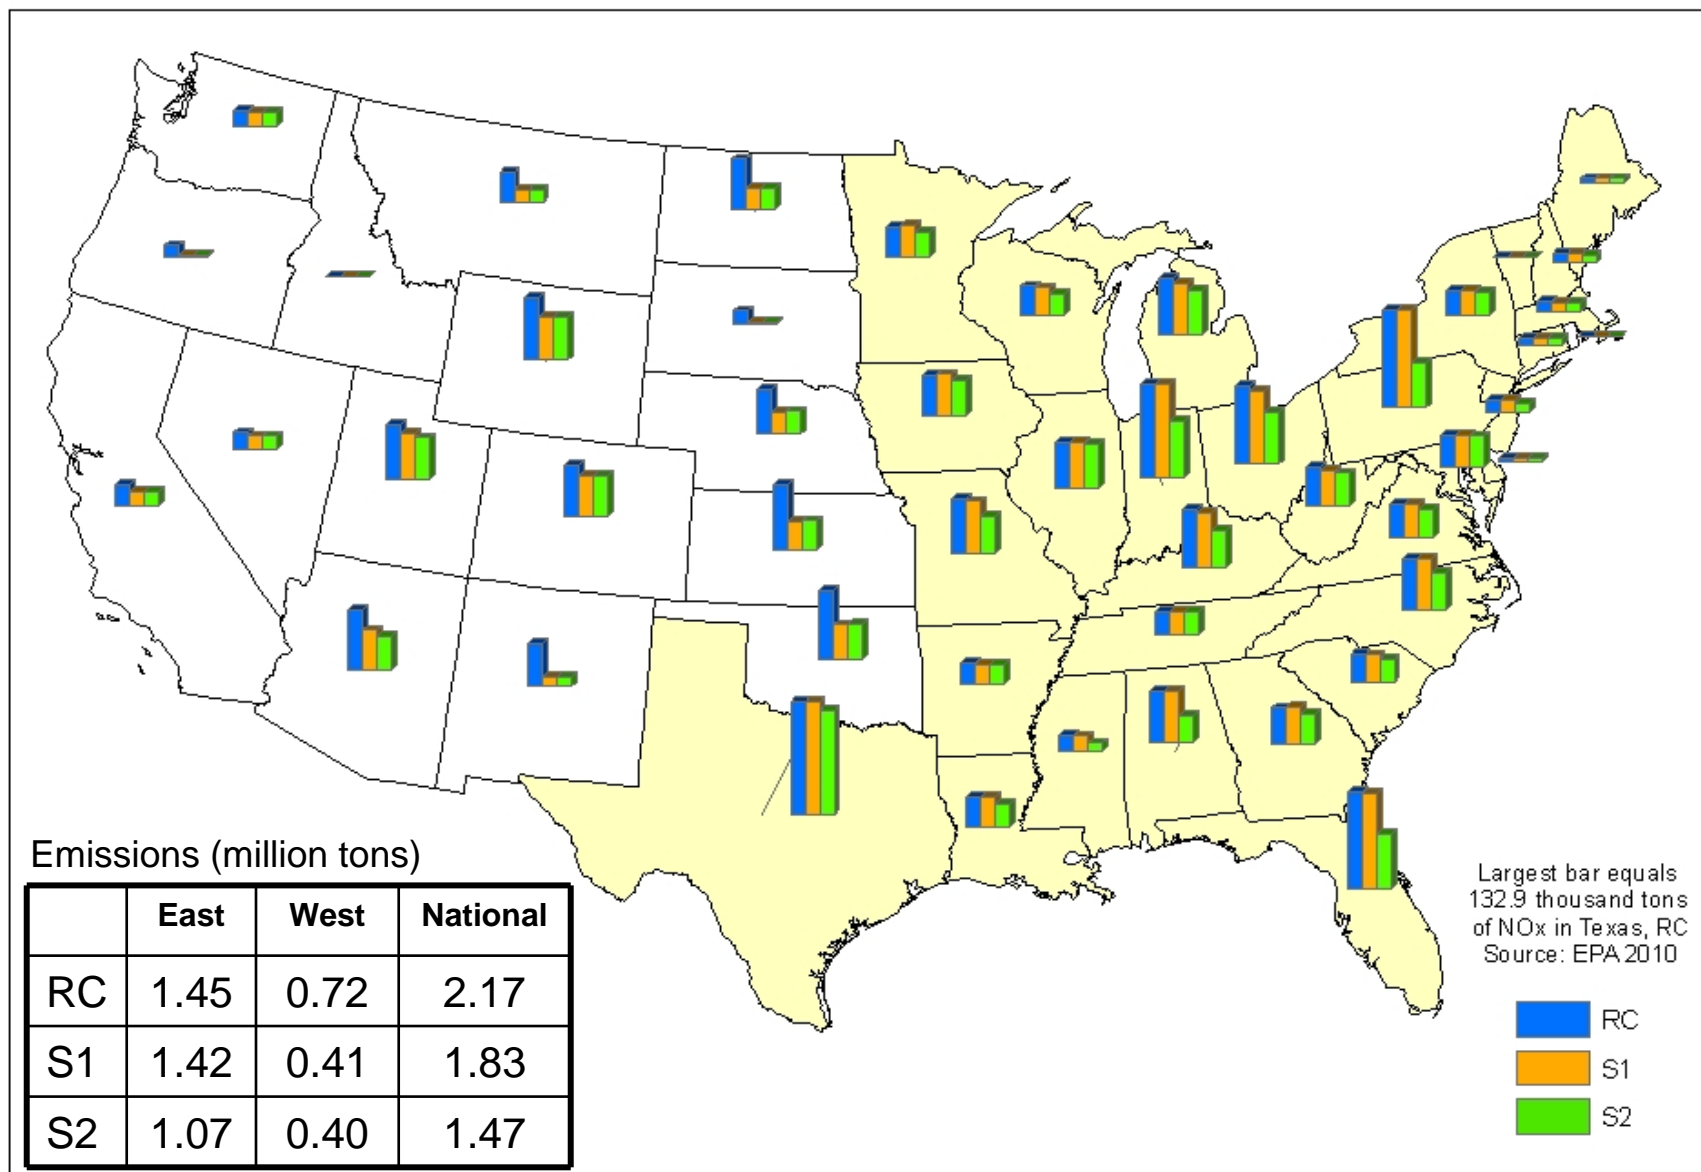 Emissions (million tons)
East West National
RC 1.45 0.72 2.17
S1 1.42 0.41 1.83
S2 1.07 0.40 1.47
Largest bar equals
132.9 thousand tons
of NOx in Texas, RC
Source: EPA 2010
RC
S1
S2